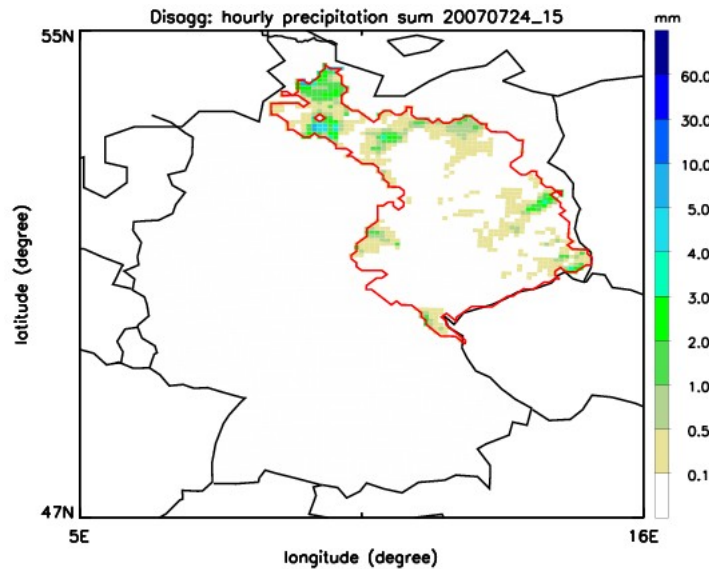 Disagg: hourly precipitation sum 20070724_15
mm
55N
60.0
30.0
10.0
5.0
4.0
3.0
2.0
1.0
0.5
0.1
latitude (degree)
47N
5E
16E
longitude (degree)